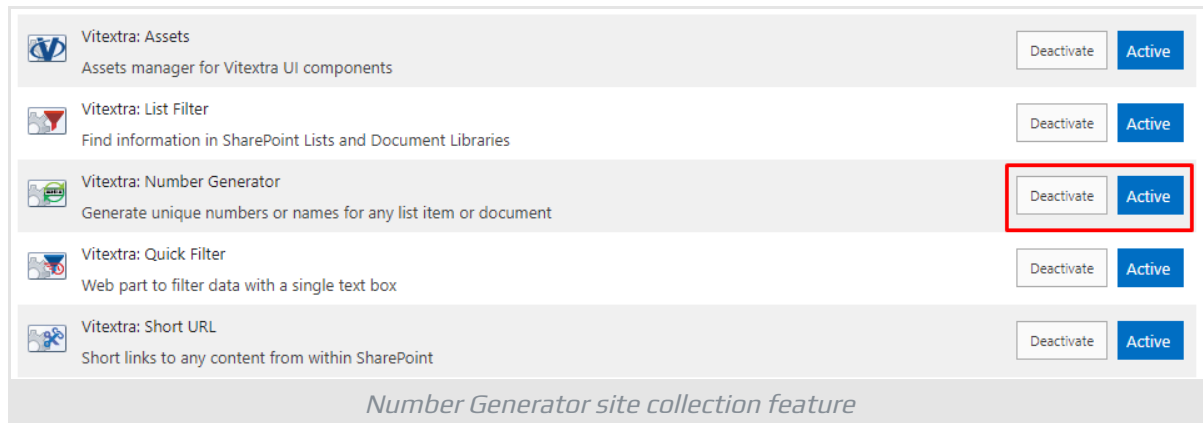 Vitextra: Assets
Assets manager for Vitextra UI components
Deactivate Active
Vitextra: List Filter
Find information in SharePoint Lists and Document Libraries
Deactivate Active
Vitextra: Number Generator
Generate unique numbers or names for any list item or document
Deactivate Active
Vitextra: Quick Filter
Web part to filter data with a single text box
Deactivate Active
Vitextra: Short URL
Short links to any content from within SharePoint
Deactivate Active
Number Generator site collection feature